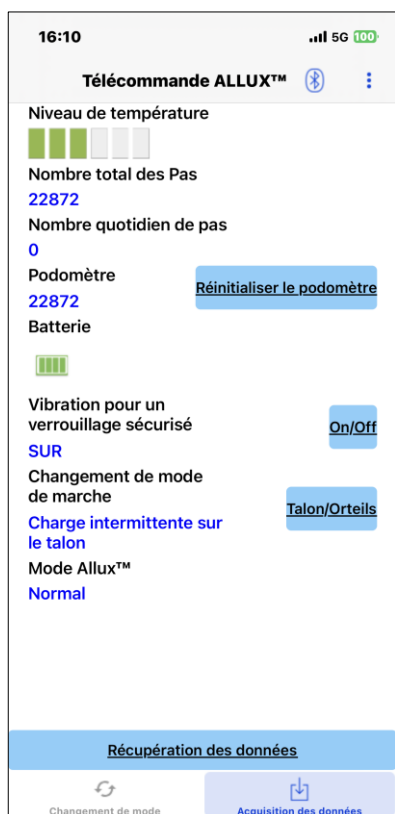 16:10 5G 100
Télécommande ALLUX™
Niveau de température
Nombre total des Pas
22872
Nombre quotidien de pas
0
Podomètre
22872
Réinitialiser le podomètre
Batterie
Vibration pour un
verrouillage sécurisé
SUR
On/Off
Changement de mode
de marche
Charge intermittente sur
le talon
Talon/Orteils
Mode Allux™
Normal
Récupération des données
Changement de mode
Acquisition des données